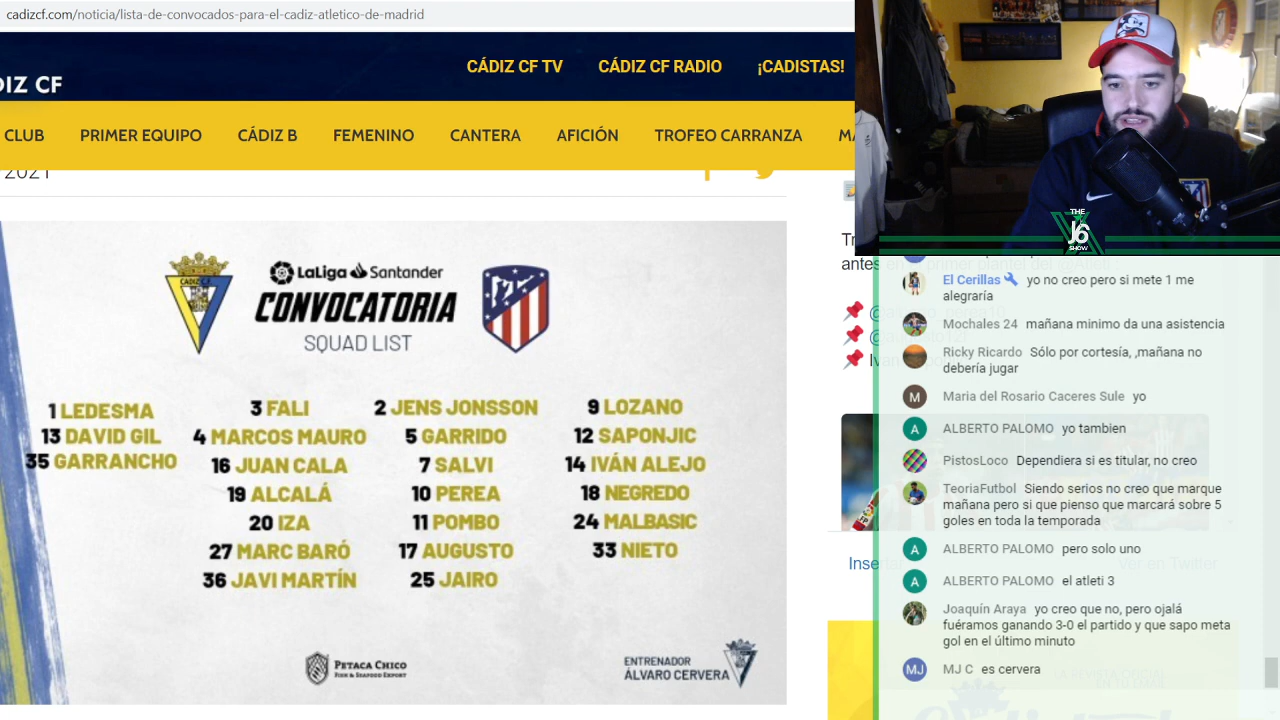 cadizcf.com/noticia/lista-de-convocados-para-el-cadiz-atletico-de-madrid
DIZ CF
CÁDIZ CF TV
CÁDIZ CF RADIO
¡CADISTAS!
CLUB
PRIMER EQUIPO
CÁDIZ B
FEMENINO
CANTERA
AFICIÓN
TROFEO CARRANZA
2021
CADIZ C.F.
LaLiga Santander
CONVOCATORIA
SQUAD LIST
1 LEDESMA
13 DAVID GIL
35 GARRANCHO
3 FALI
4 MARCOS MAURO
16 JUAN CALA
19 ALCALÁ
20 IZA
27 MARC BARÓ
36 JAVI MARTÍN
2 JENS JONSSON
5 GARRIDO
7 SALVI
10 PEREA
11 POMBO
17 AUGUSTO
25 JAIRO
9 LOZANO
12 SAPONJIC
14 IVÁN ALEJO
18 NEGREDO
24 MALBASIC
33 NIETO
PETACA CHICO
FISH & SEAFOOD EXPORT
ENTRENADOR
ÁLVARO CERVERA
THE
J6
SHOW
El Cerillas yo no creo pero si mete 1 me
alegraría
Mochales 24 mañana minimo da una asistencia
Ricky Ricardo Sólo por cortesía, ,mañana no
debería jugar
M Maria del Rosario Caceres Sule yo
A ALBERTO PALOMO yo tambien
PistosLoco Dependiera si es titular, no creo
TeoriaFutbol Siendo serios no creo que marque
mañana pero si que pienso que marcará sobre 5
goles en toda la temporada
A ALBERTO PALOMO pero solo uno
A ALBERTO PALOMO el atleti 3
Joaquín Araya yo creo que no, pero ojalá
fuéramos ganando 3-0 el partido y que sapo meta
gol en el último minuto
MJ MJ C es cervera
Ver en Twitter